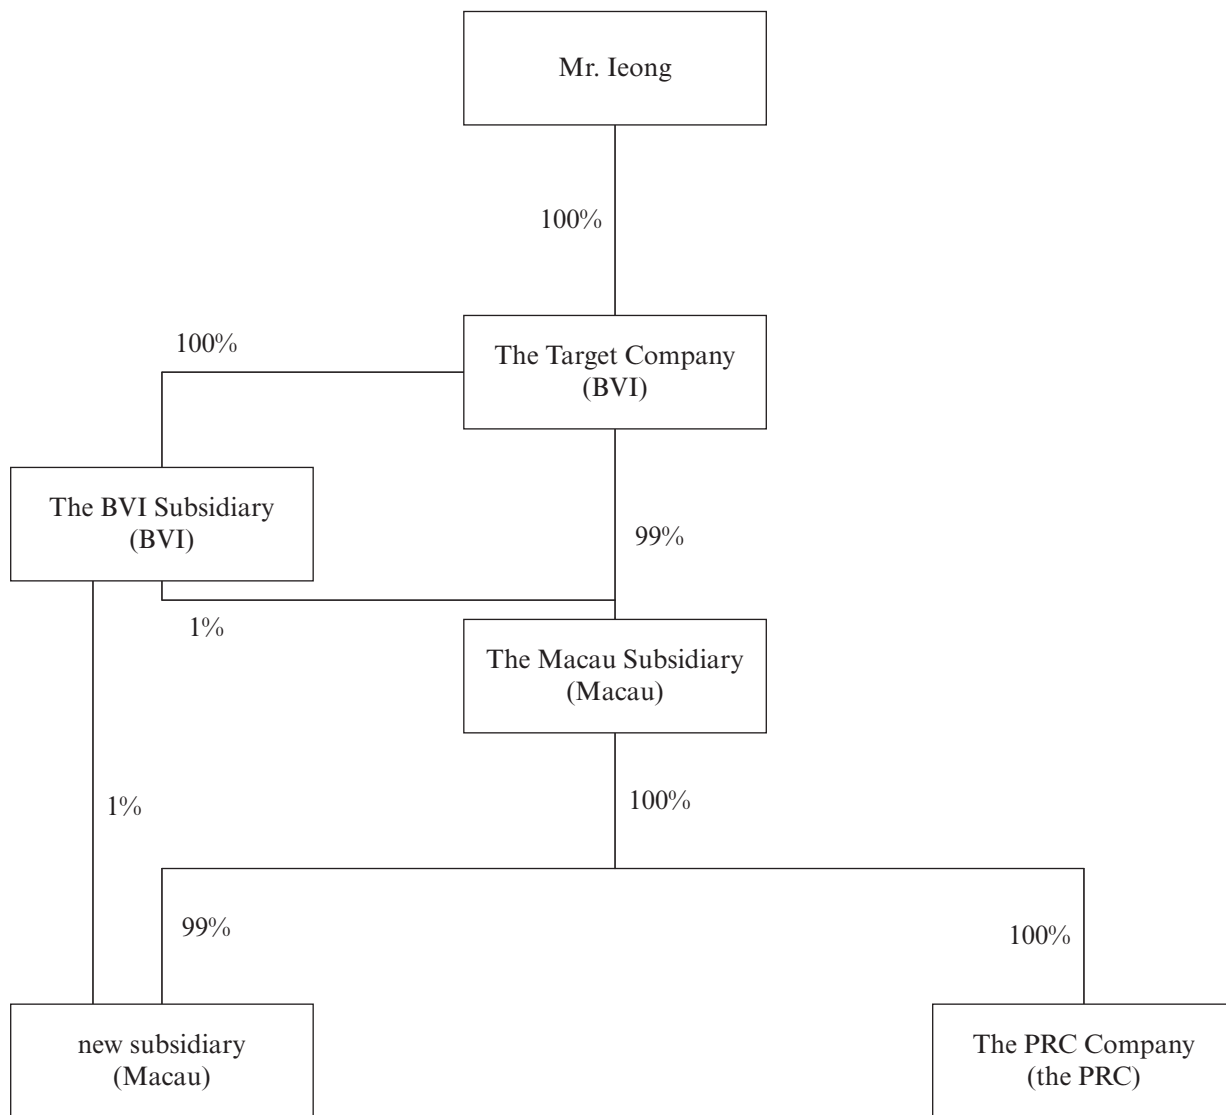 Mr. Ieong
100%
100%
The Target Company
(BVI)
The BVI Subsidiary
(BVI)
99%
1%
The Macau Subsidiary
(Macau)
1%
100%
99%
100%
new subsidiary
(Macau)
The PRC Company
(the PRC)